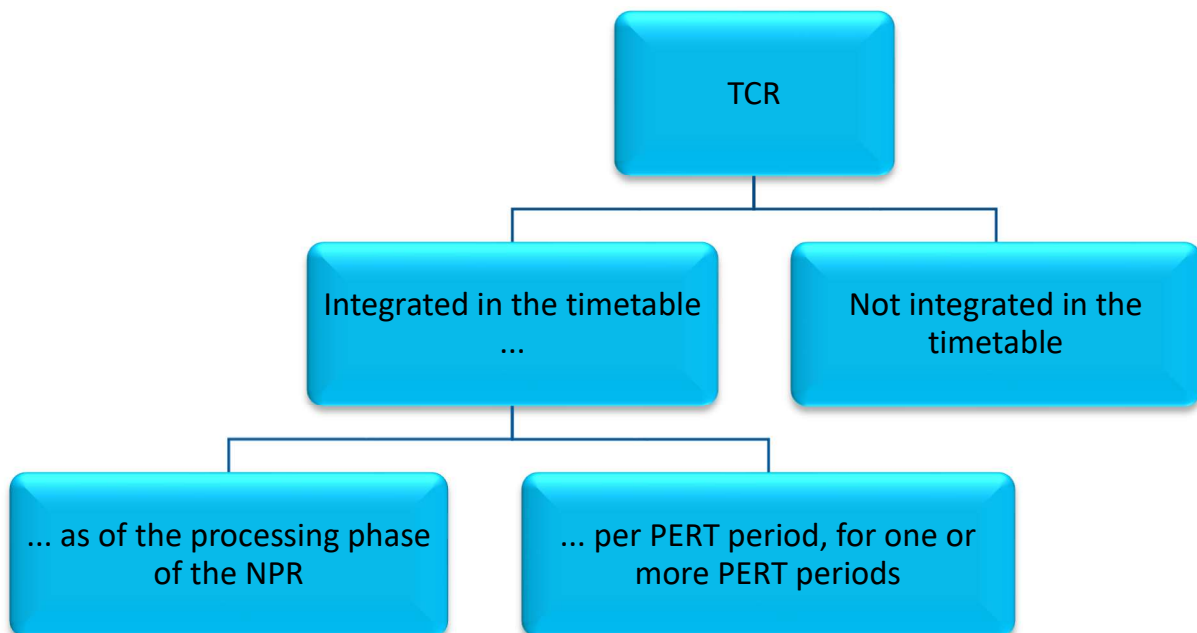 TCR
Integrated in the timetable
...
Not integrated in the
timetable
... as of the processing phase
of the NPR
... per PERT period, for one or
more PERT periods